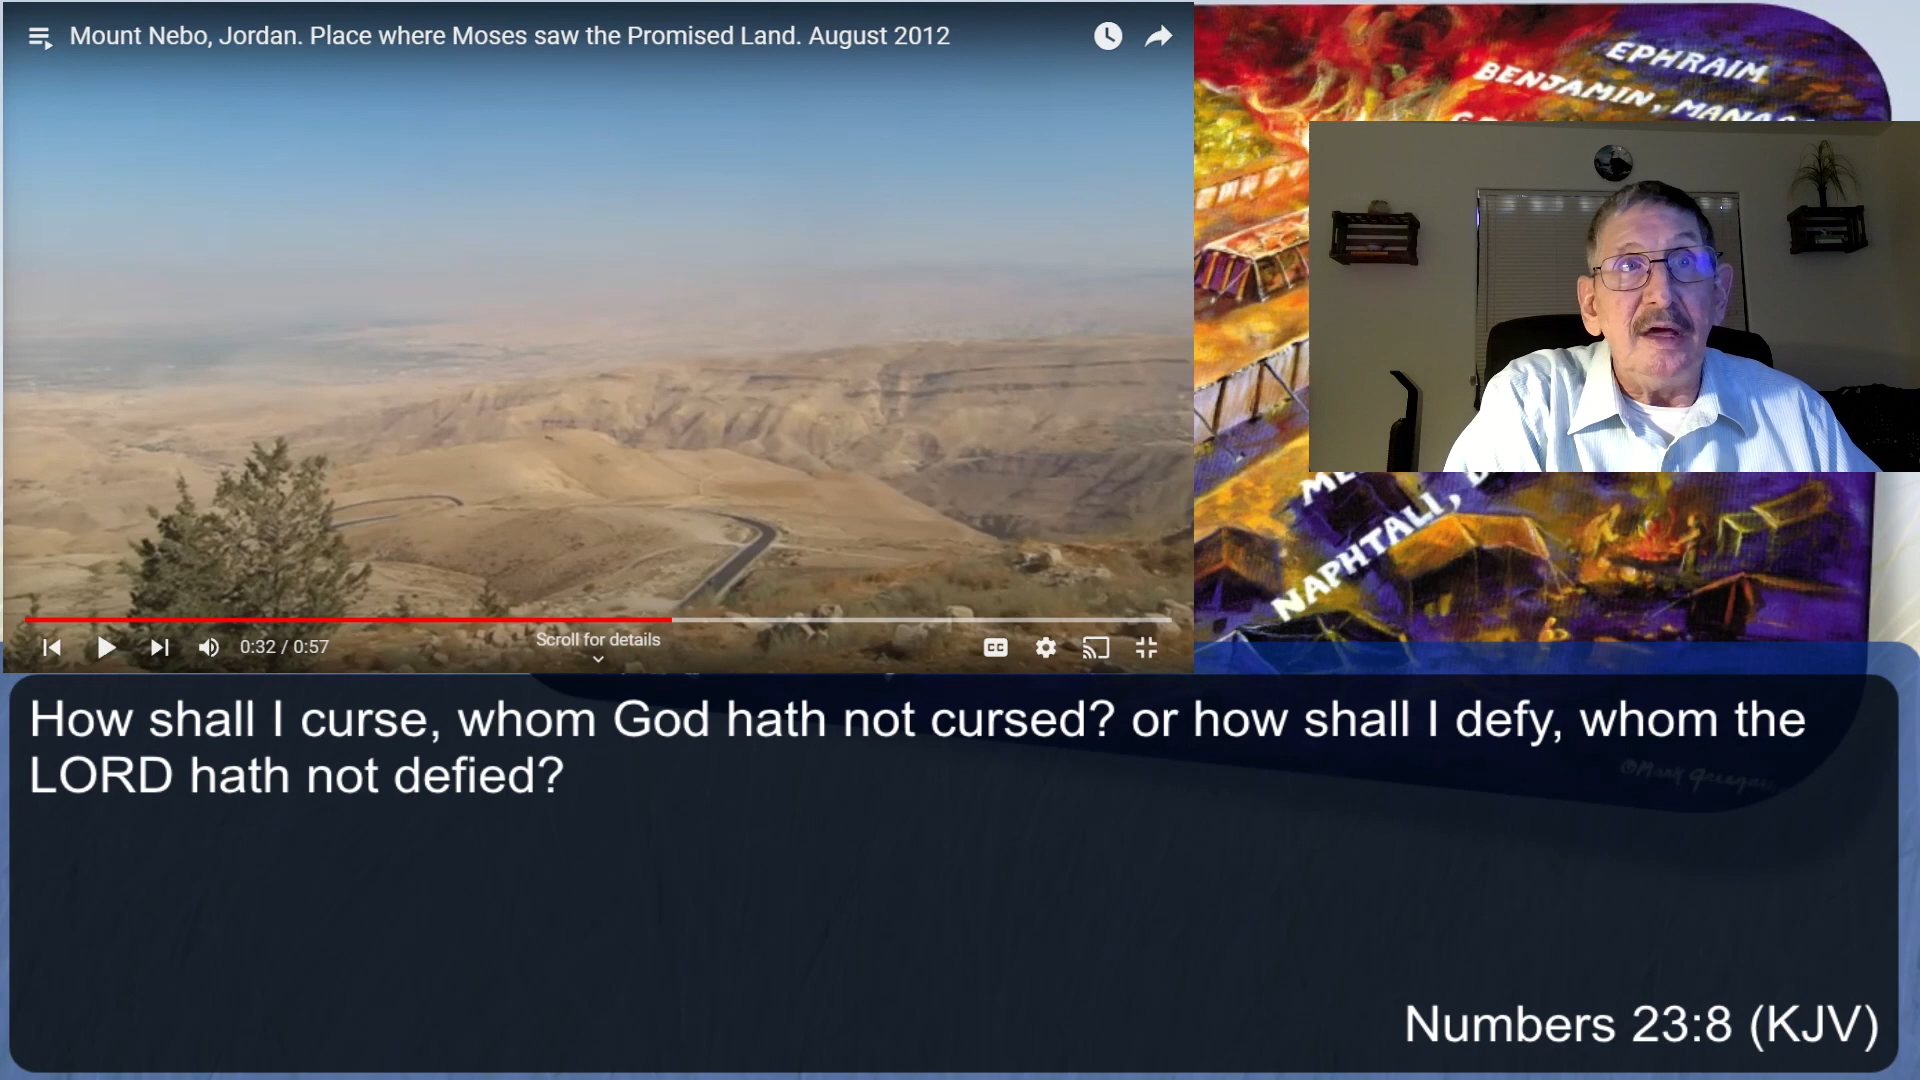 Mount Nebo, Jordan. Place where Moses saw the Promised Land. August 2012
EPHRAIM
BENJAMIN, MANAS
NAPHTALI,
Scroll for details
0:32 / 0:57
CC
How shall I curse, whom God hath not cursed? or how shall I defy, whom the
LORD hath not defied?
Numbers 23:8 (KJV)